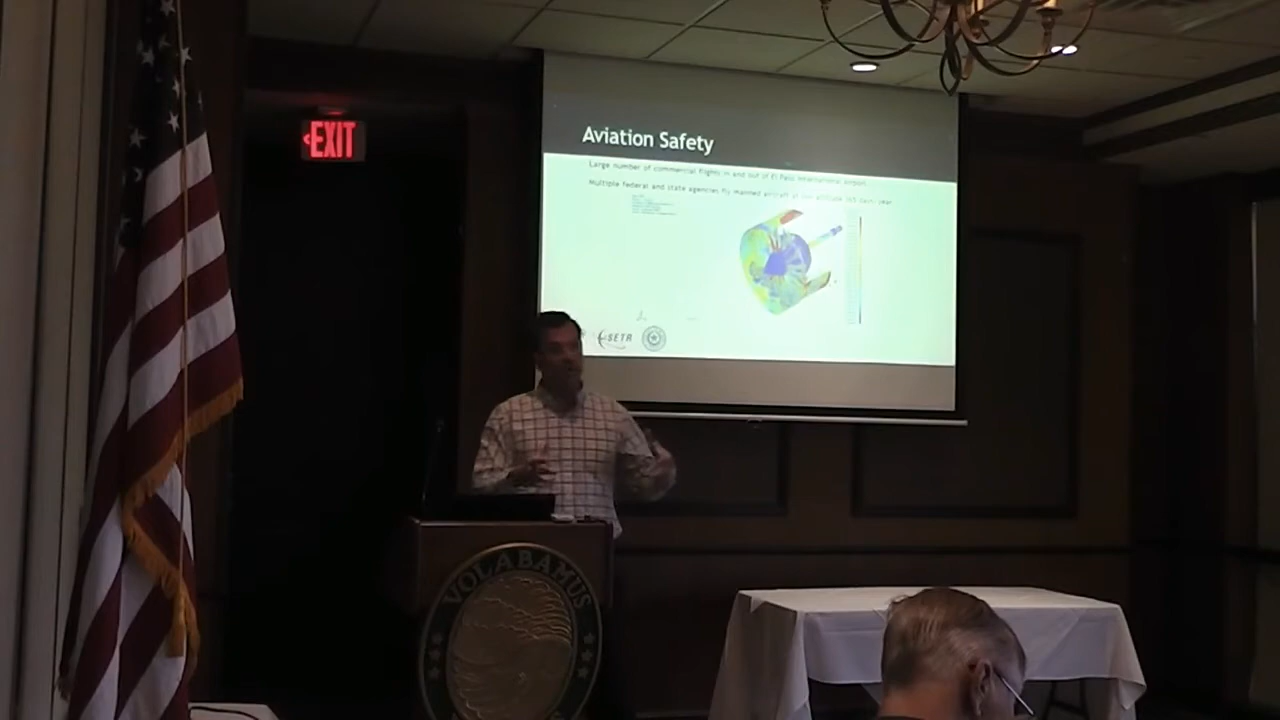 EXIT
Aviation Safety
Large number of commercial flights in and out of El Paso International Airport
Multiple federal and state agencies fly manned aircraft at low altitude 365 days/year
SETR
VOLABAMUS